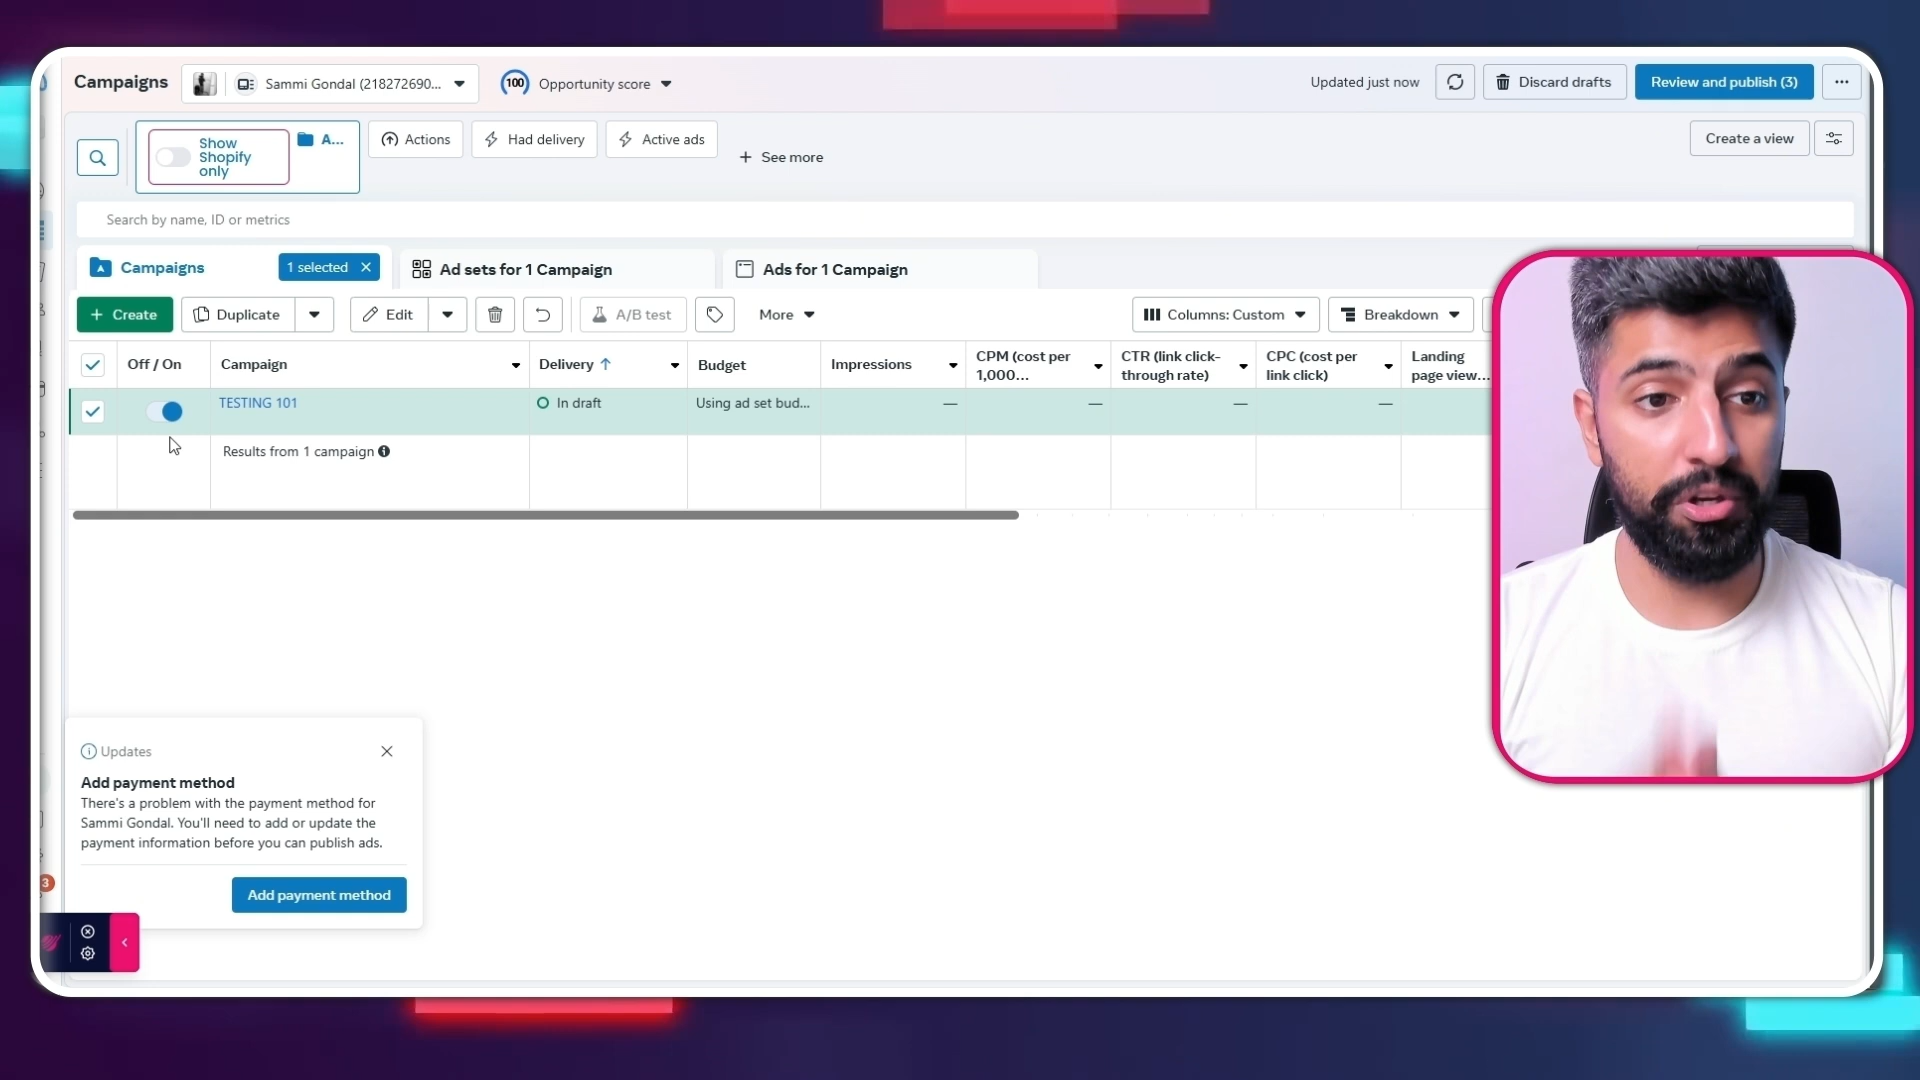 Campaigns
Sammi Gondal (218272690...
100
Opportunity score
Updated just now
Discard drafts
Review and publish (3)
Show
Shopify
only
A...
Actions
Had delivery
Active ads
See more
Create a view
Search by name, ID or metrics
Campaigns
1 selected
Ad sets for 1 Campaign
Ads for 1 Campaign
Create
Duplicate
Edit
A/B test
More
Columns: Custom
Breakdown
Off / On
Campaign
Delivery
Budget
Impressions
CPM (cost per
1,000...
CTR (link click-
through rate)
CPC (cost per
link click)
Landing
page view...
TESTING 101
In draft
Using ad set bud...
—
—
—
—
Results from 1 campaign
Updates
Add payment method
There's a problem with the payment method for
Sammi Gondal. You'll need to add or update the
payment information before you can publish ads.
Add payment method
3